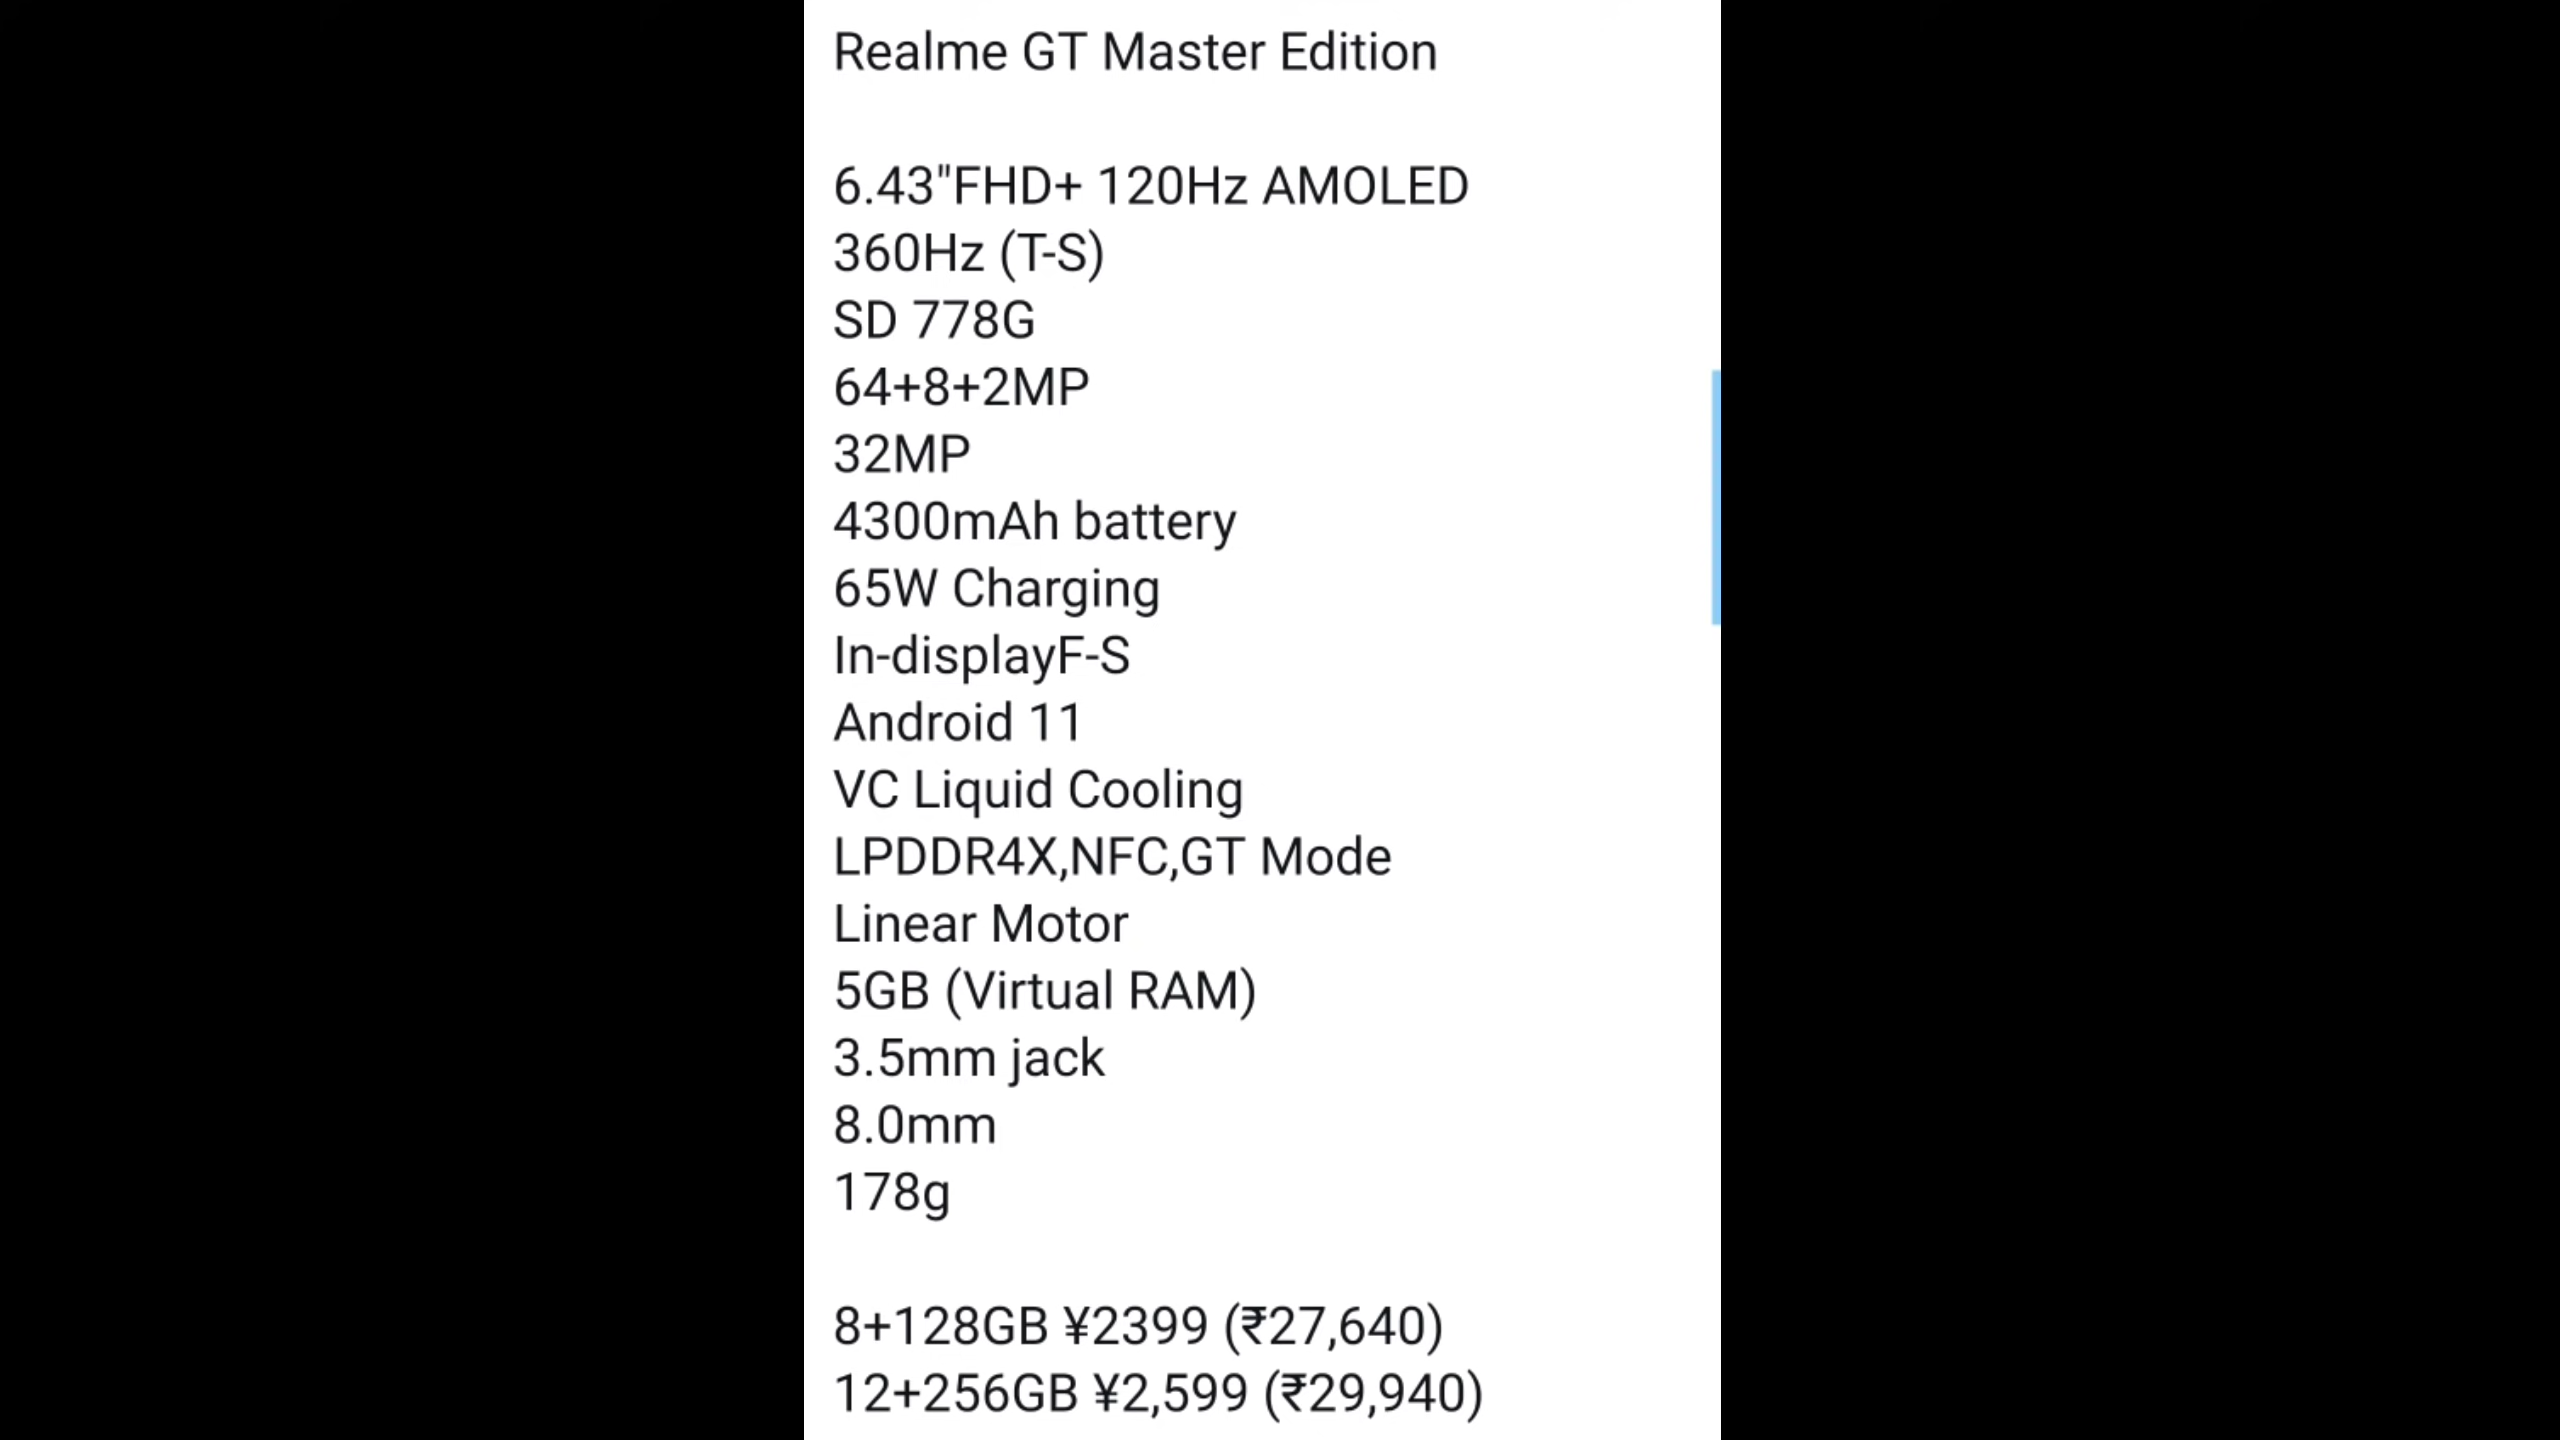 Realme GT Master Edition
6.43"FHD+ 120Hz AMOLED
360Hz (T-S)
SD 778G
64+8+2MP
32MP
4300mAh battery
65W Charging
In-displayF-S
Android 11
VC Liquid Cooling
LPDDR4X,NFC,GT Mode
Linear Motor
5GB (Virtual RAM)
3.5mm jack
8.0mm
178g
8+128GB ¥2399 (₹27,640)
12+256GB ¥2,599 (₹29,940)